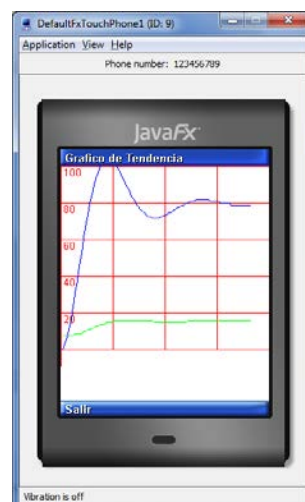 DefaultFxTouchPhone1 (ID: 9)
Application View Help
Phone number: 123456789
JavaFx
Grafico de Tendencia
100
80
60
40
20
Salir
Vibration is off